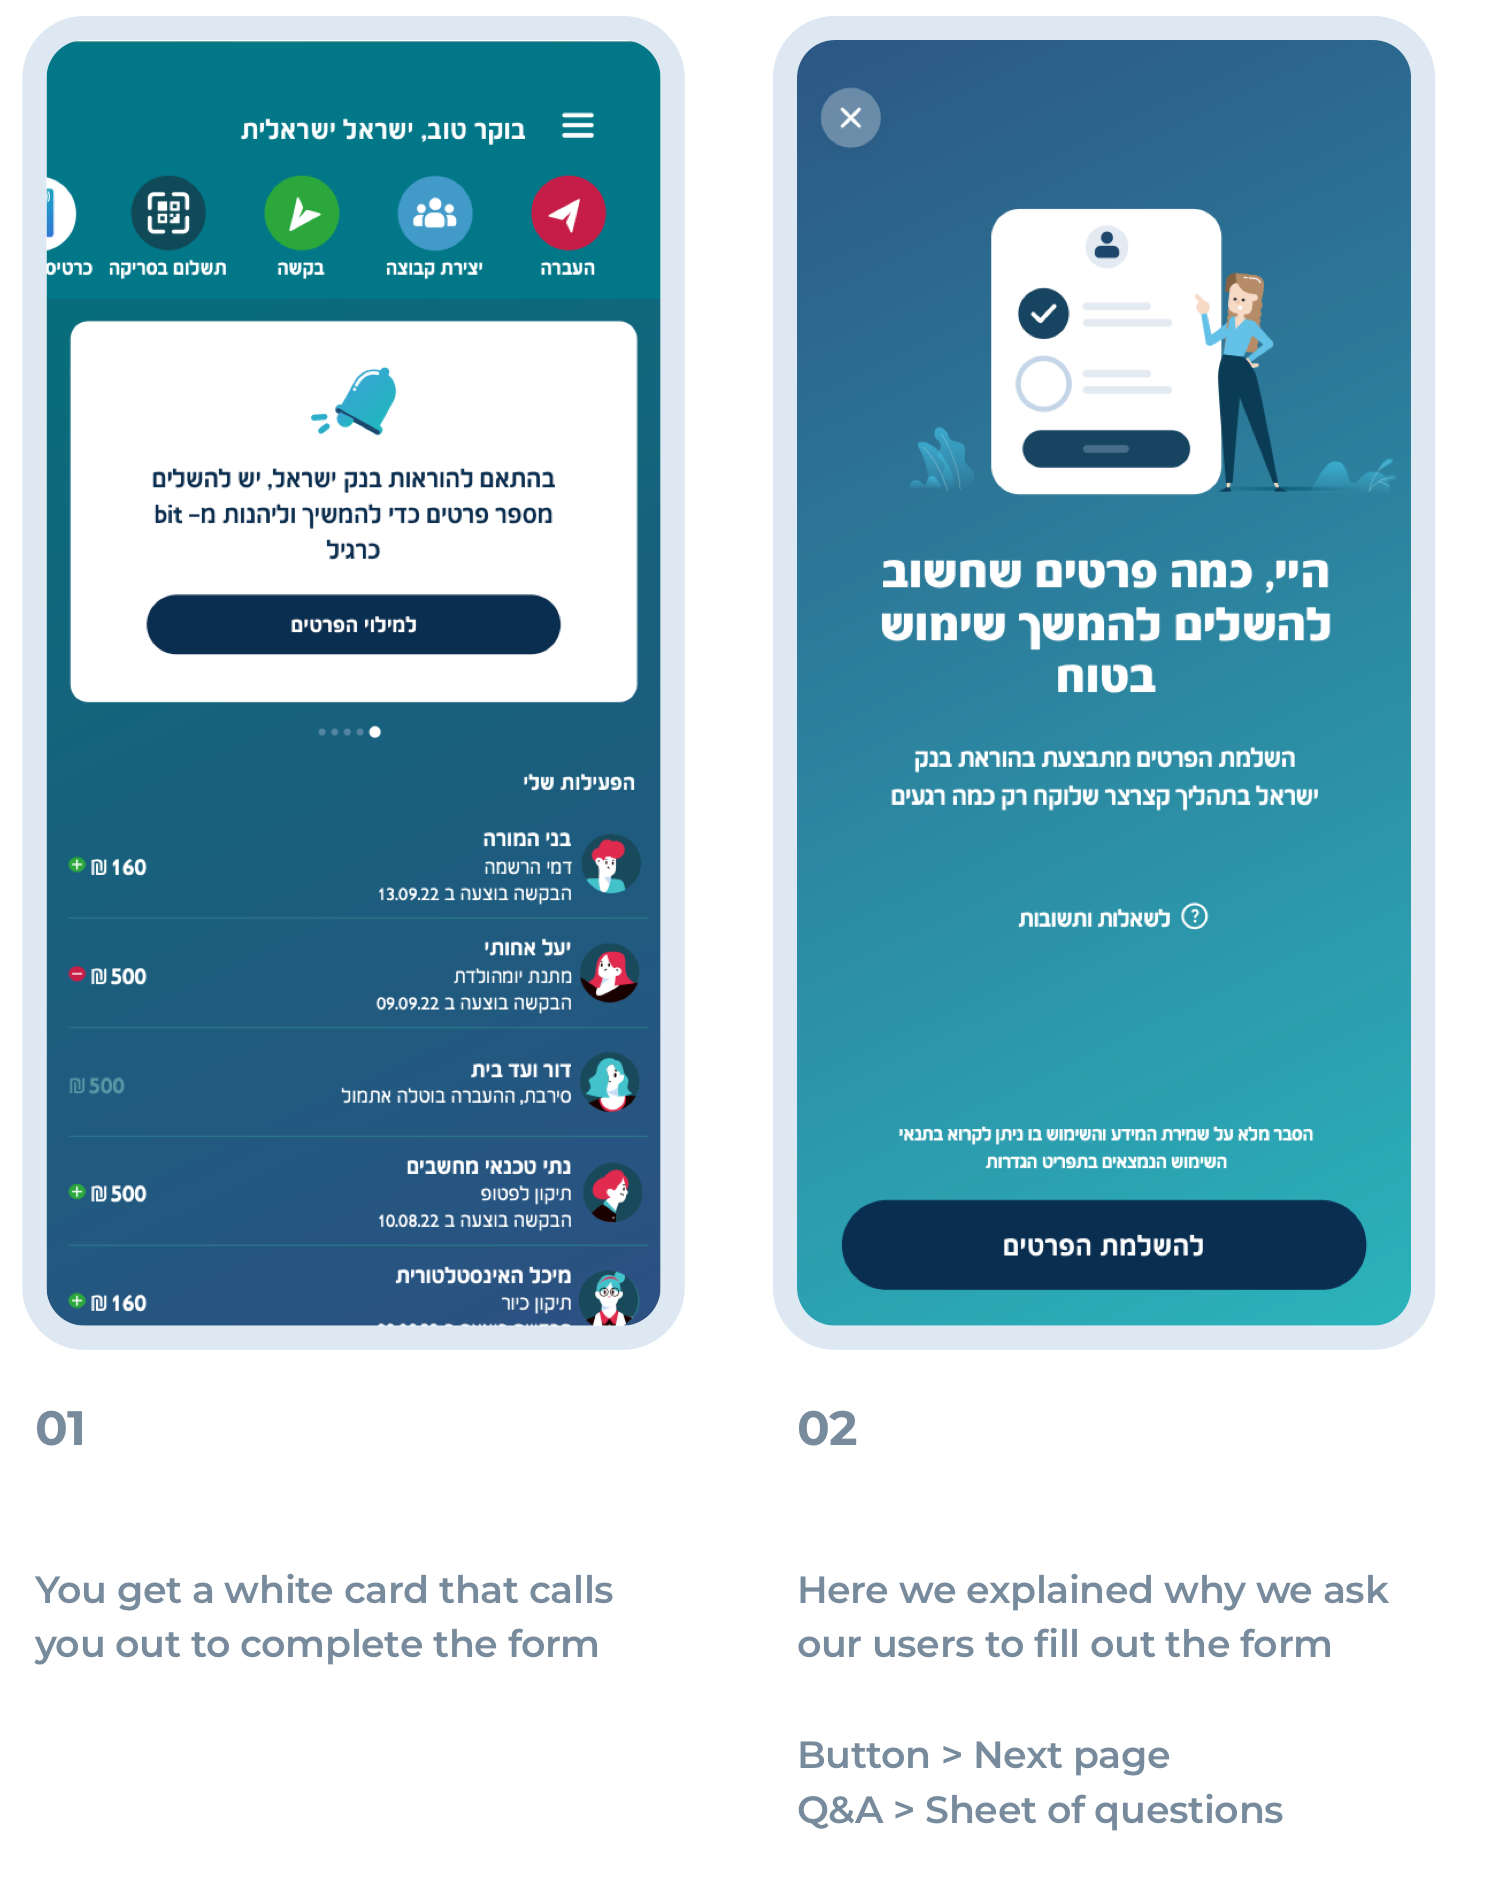 בוקר טוב, ישראל ישראלית
העברה
יצירת קבוצה
בקשה
תשלום בסריקה
בהתאם להוראות בנק ישראל, יש להשלים
מספר פרטים כדי להמשיך וליהנות מ- bit
כרגיל
למילוי הפרטים
הפעילות שלי
בני המורה
דמי הרשמה
הבקשה בוצעה ב 13.09.22
160 ₪
יעל אחותי
מתנת יומהולדת
הבקשה בוצעה ב 09.09.22
500 ₪
דור ועד בית
סירבת, ההעברה בוטלה אתמול
500 ₪
נתי טכנאי מחשבים
תיקון לפטופ
הבקשה בוצעה ב 10.08.22
500 ₪
מיכל האינסטלטורית
תיקון כיור
160 ₪
01
You get a white card that calls
you out to complete the form
היי, כמה פרטים שחשוב
להשלים להמשך שימוש
בטוח
השלמת הפרטים מתבצעת בהוראת בנק
ישראל בתהליך קצרצר שלוקח רק כמה רגעים
לשאלות ותשובות
הסבר מלא על שמירת המידע והשימוש בו ניתן לקרוא בתנאי
השימוש הנמצאים בתפריט הגדרות
להשלמת הפרטים
02
Here we explained why we ask
our users to fill out the form
Button > Next page
Q&A > Sheet of questions